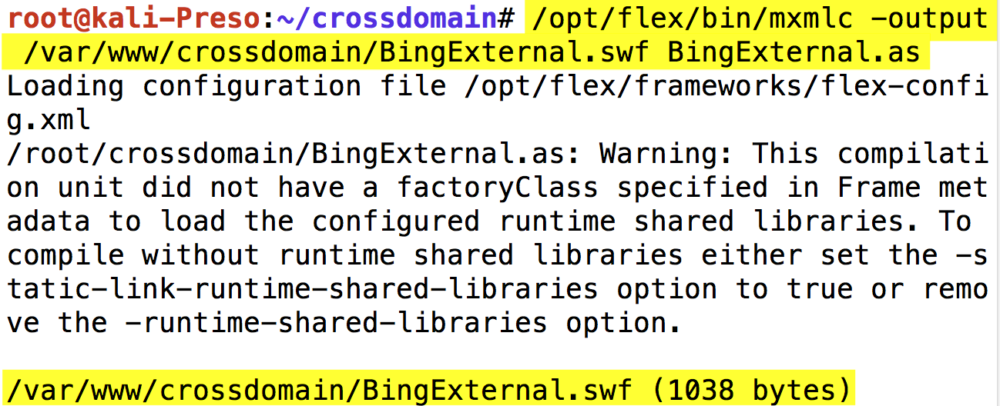 root@kali-Preso:~/crossdomain# /opt/flex/bin/mxmlc -output
 /var/www/crossdomain/BingExternal.swf BingExternal.as
Loading configuration file /opt/flex/frameworks/flex-confi
g.xml
/root/crossdomain/BingExternal.as: Warning: This compilati
on unit did not have a factoryClass specified in Frame met
adata to load the configured runtime shared libraries. To
compile without runtime shared libraries either set the -s
tatic-link-runtime-shared-libraries option to true or remo
ve the -runtime-shared-libraries option.

/var/www/crossdomain/BingExternal.swf (1038 bytes)